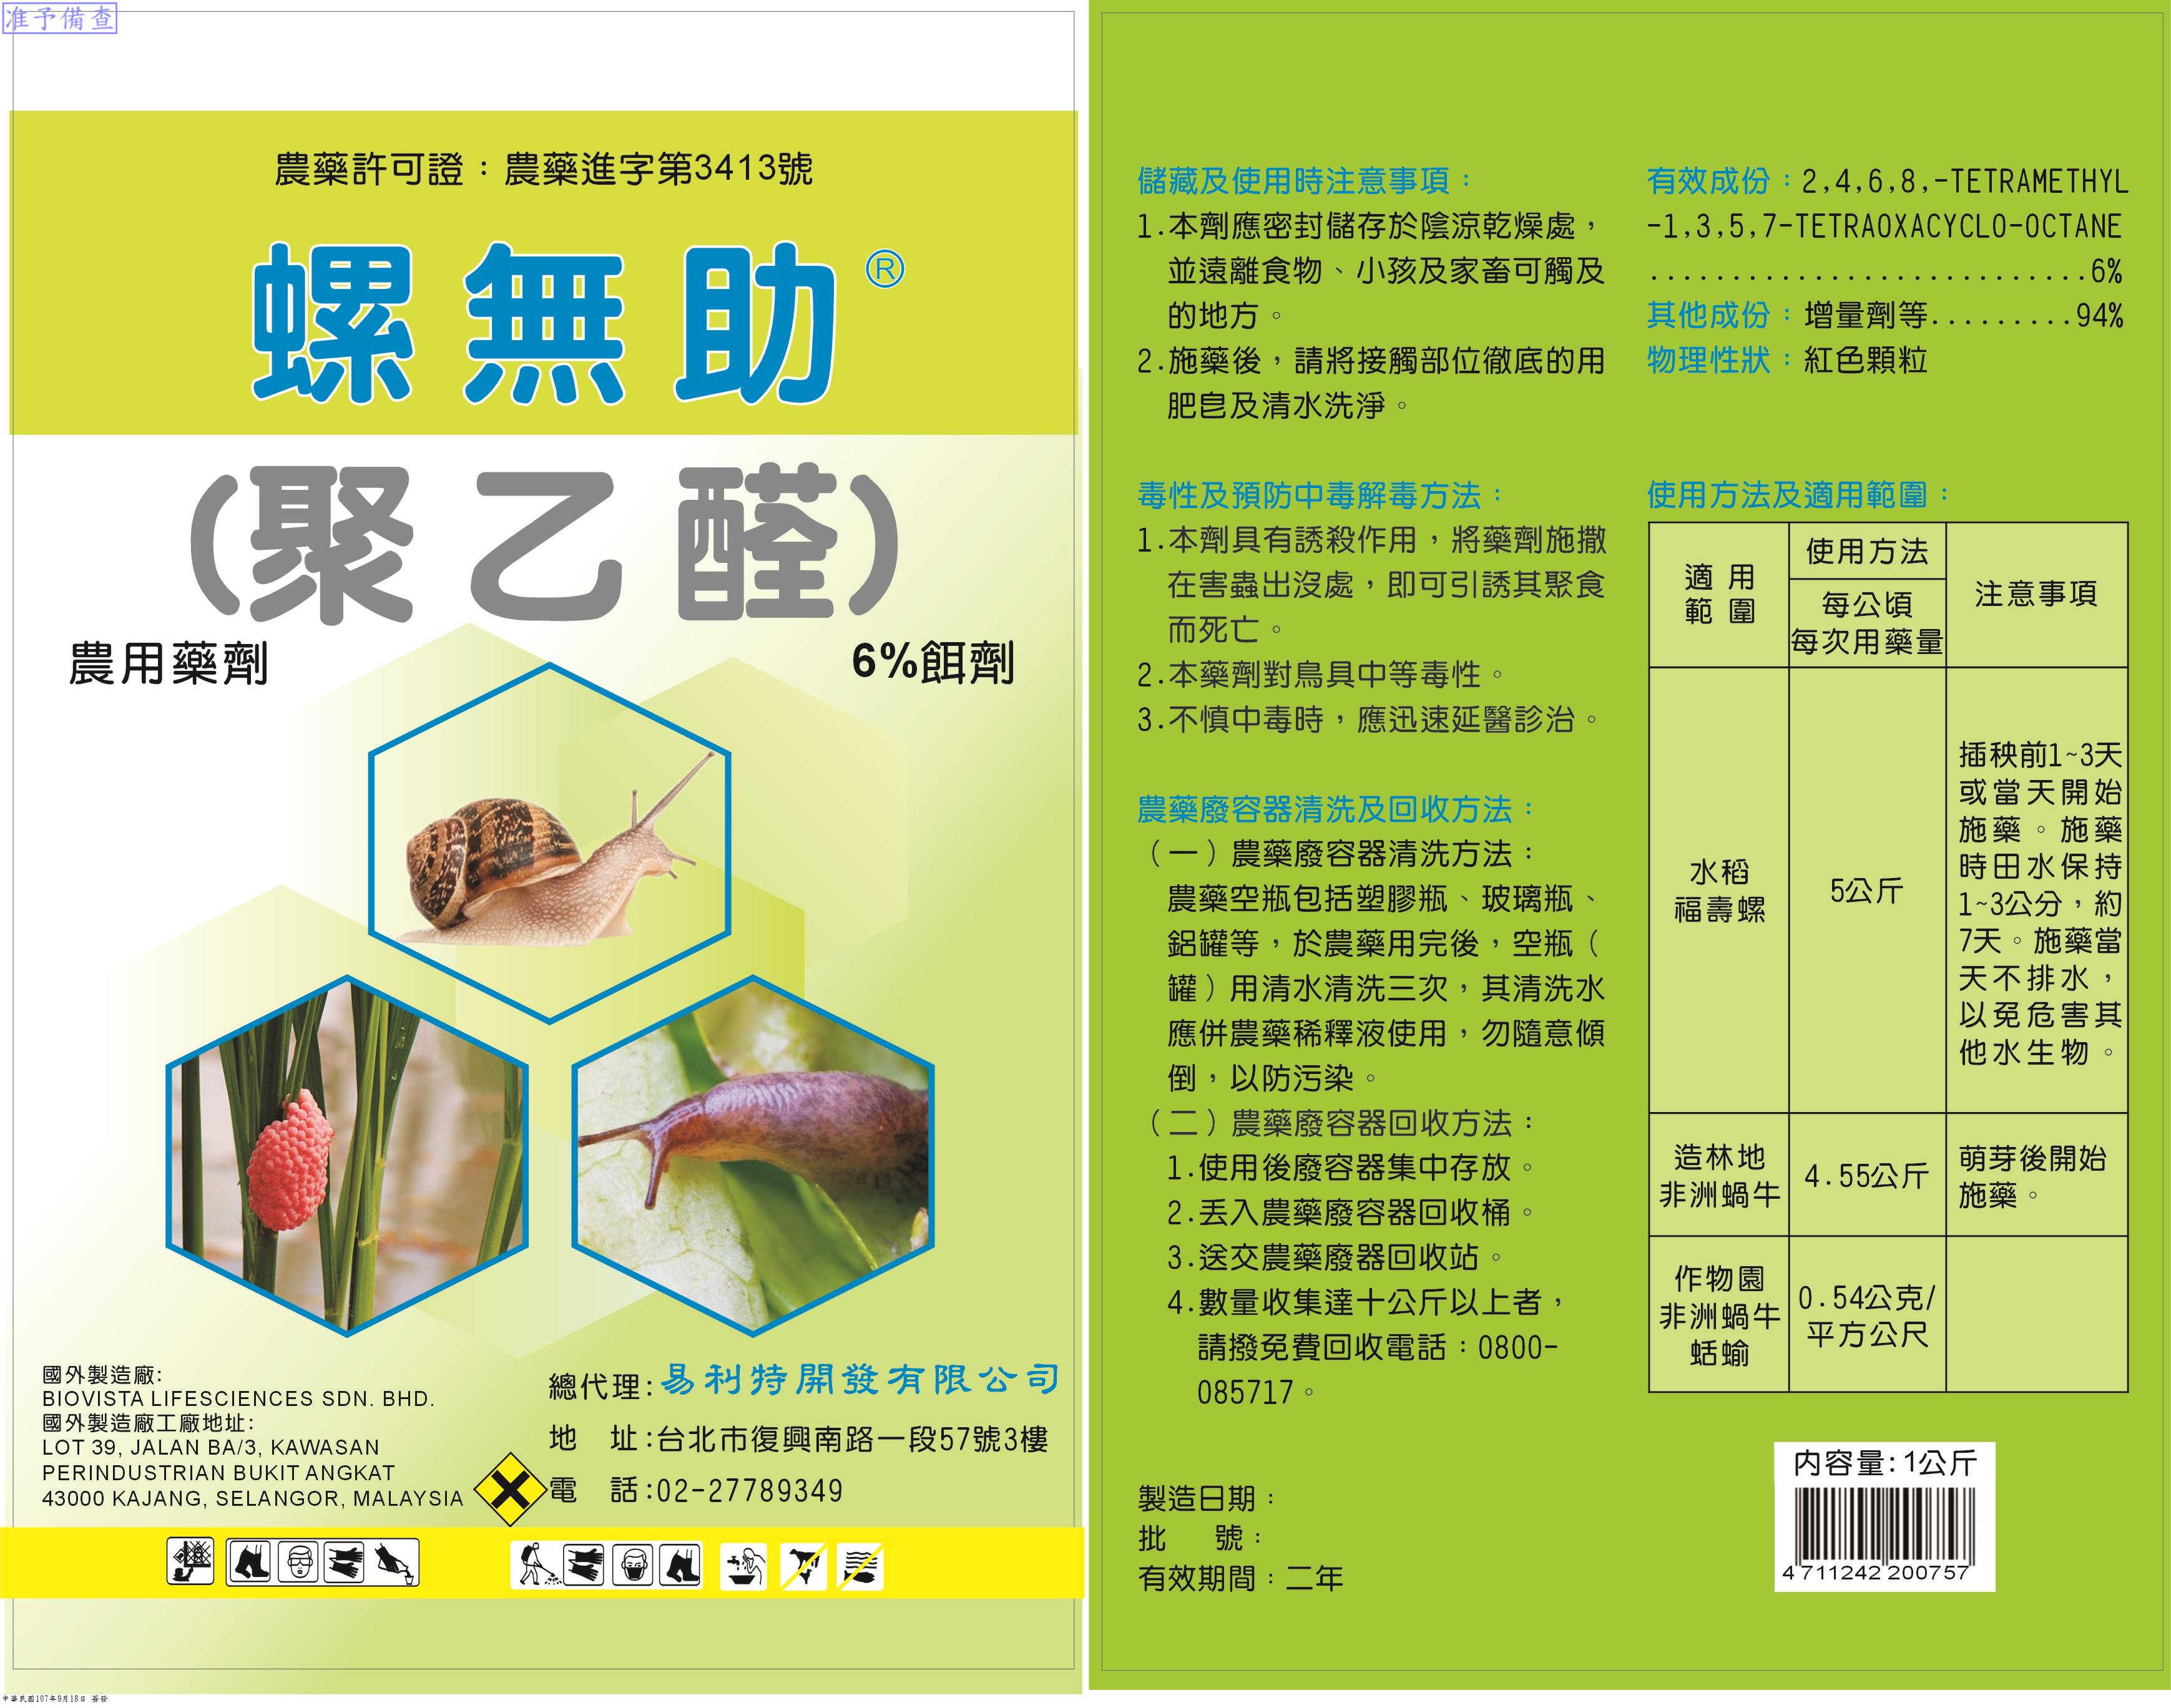 准予備查
農藥許可證：農藥進字第3413號
螺無助®
(聚乙醛)
農用藥劑
6%餌劑
國外製造廠:
BIOVISTA LIFESCIENCES SDN. BHD.
國外製造廠工廠地址:
LOT 39, JALAN BA/3, KAWASAN
PERINDUSTRIAN BUKIT ANGKAT
43000 KAJANG, SELANGOR, MALAYSIA
總代理:易利特開發有限公司
地　址:台北市復興南路一段57號3樓
電　話:02-27789349
中華民國107年9月18日 簽發
儲藏及使用時注意事項：
1.本劑應密封儲存於陰涼乾燥處，
並遠離食物、小孩及家畜可觸及
的地方。
2.施藥後，請將接觸部位徹底的用
肥皂及清水洗淨。
毒性及預防中毒解毒方法：
1.本劑具有誘殺作用，將藥劑施撒
在害蟲出沒處，即可引誘其聚食
而死亡。
2.本藥劑對鳥具中等毒性。
3.不慎中毒時，應迅速延醫診治。
農藥廢容器清洗及回收方法：
（一）農藥廢容器清洗方法：
農藥空瓶包括塑膠瓶、玻璃瓶、
鋁罐等，於農藥用完後，空瓶（
罐）用清水清洗三次，其清洗水
應併農藥稀釋液使用，勿隨意傾
倒，以防污染。
（二）農藥廢容器回收方法：
1.使用後廢容器集中存放。
2.丟入農藥廢容器回收桶。
3.送交農藥廢器回收站。
4.數量收集達十公斤以上者，
請撥免費回收電話：0800-
085717。
製造日期：
批　號：
有效期間：二年
有效成份：2,4,6,8,-TETRAMETHYL
-1,3,5,7-TETRAOXACYCLO-OCTANE
...........................6%
其他成份：增量劑等.........94%
物理性狀：紅色顆粒
使用方法及適用範圍：
適用
範圍
使用方法
每公頃
每次用藥量
注意事項
水稻
福壽螺
5公斤
插秧前1~3天
或當天開始
施藥。施藥
時田水保持
1~3公分，約
7天。施藥當
天不排水，
以免危害其
他水生物。
造林地
非洲蝸牛
4.55公斤
萌芽後開始
施藥。
作物園
非洲蝸牛
蛞蝓
0.54公克/
平方公尺
內容量:1公斤
4 711242 200757